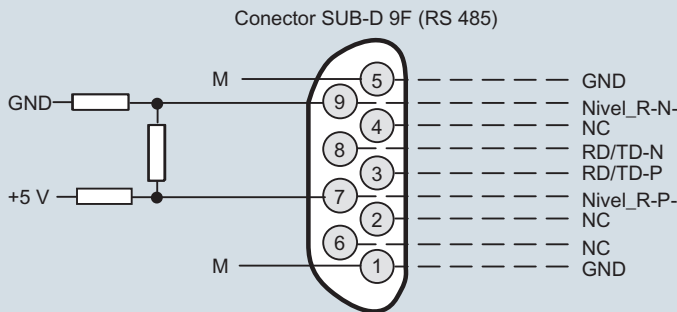 Conector SUB-D 9F (RS 485)
M 5 GND
GND 9 Nivel_R-N-
4 NC
8 RD/TD-N
3 RD/TD-P
+5 V 7 Nivel_R-P-
2 NC
6 NC
M 1 GND